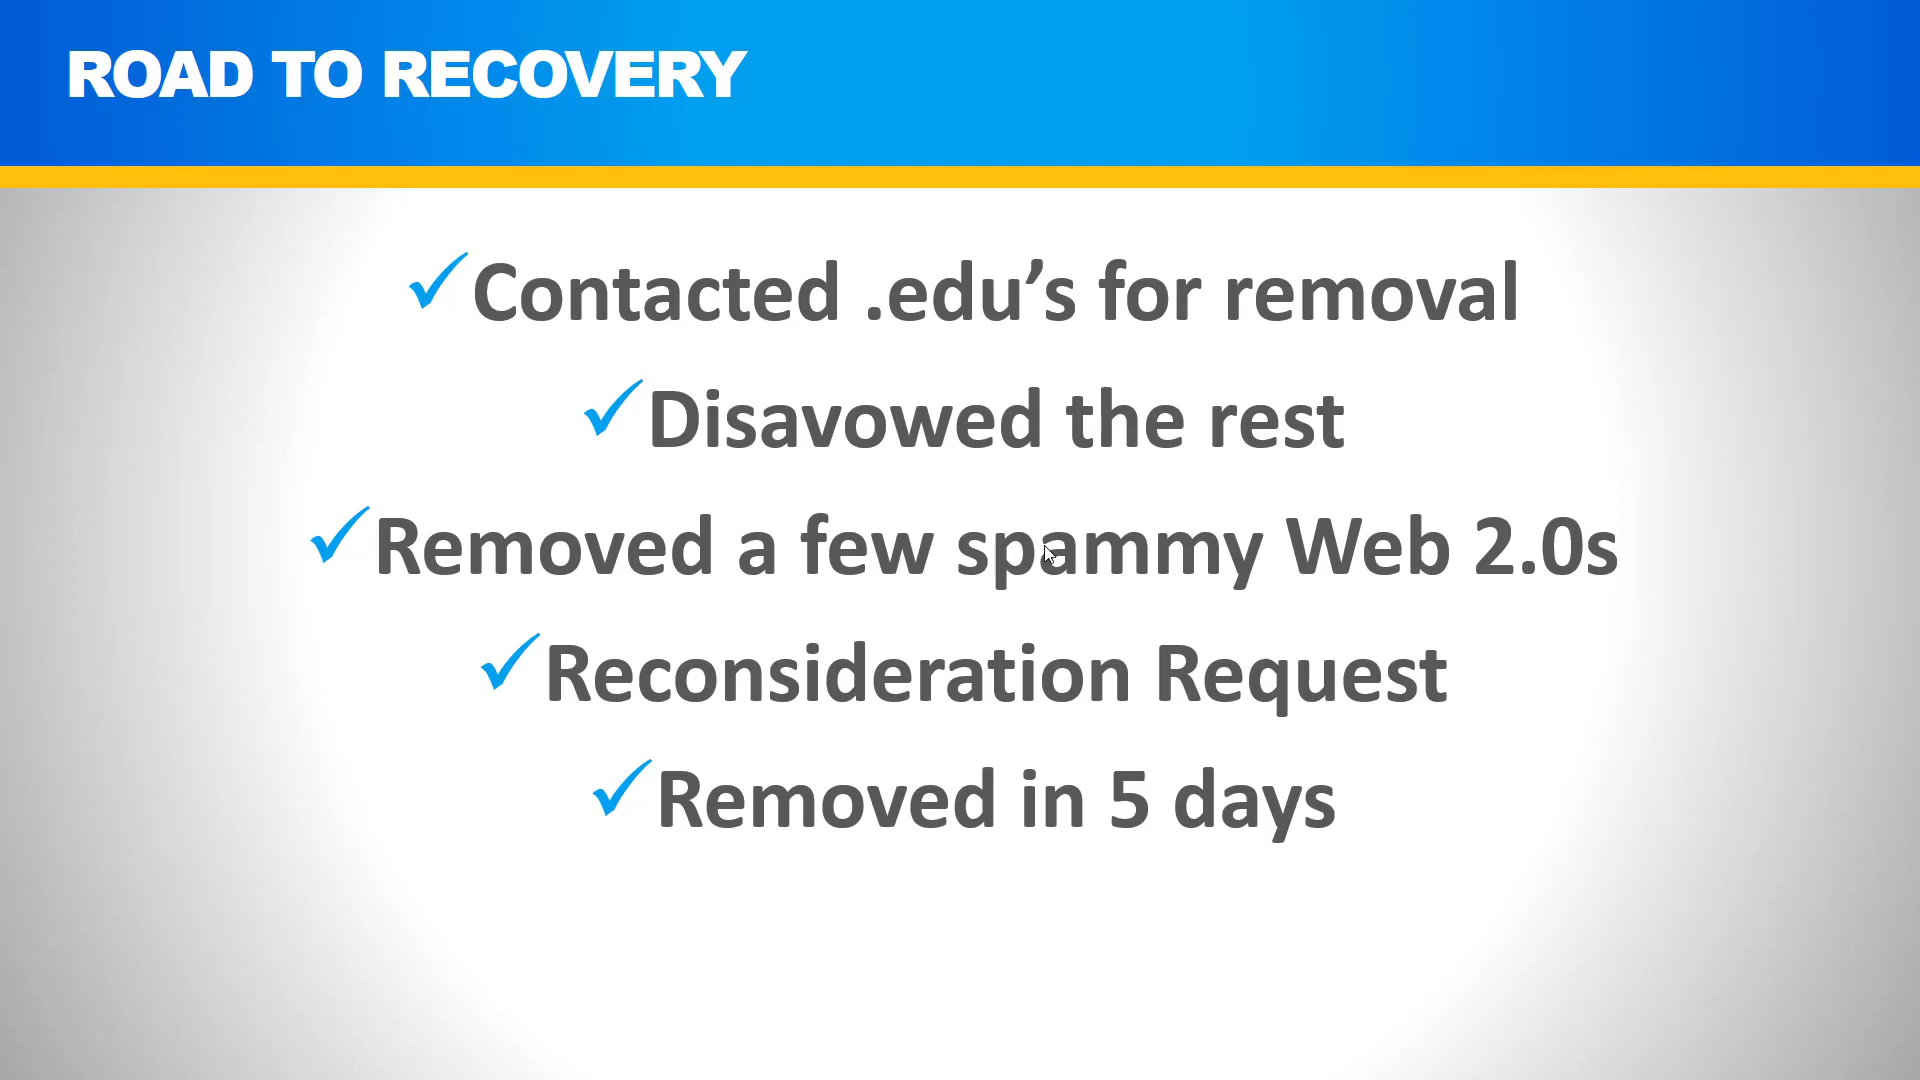 ROAD TO RECOVERY
✓Contacted .edu’s for removal
✓Disavowed the rest
✓Removed a few spammy Web 2.0s
✓Reconsideration Request
✓Removed in 5 days